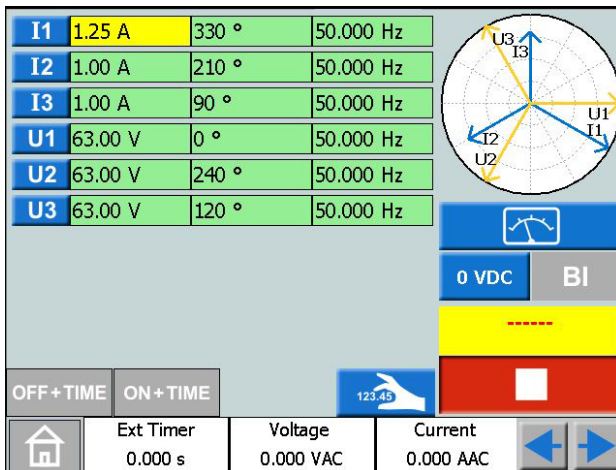 I1 1.25 A 330 ° 50.000 Hz
I2 1.00 A 210 ° 50.000 Hz
I3 1.00 A 90 ° 50.000 Hz
U1 63.00 V 0 ° 50.000 Hz
U2 63.00 V 240 ° 50.000 Hz
U3 63.00 V 120 ° 50.000 Hz
U3
I3
U1
I1
I2
U2
0 VDC BI
------
OFF+TIME ON+TIME 123.45
Ext Timer Voltage Current
0.000 s 0.000 VAC 0.000 AAC